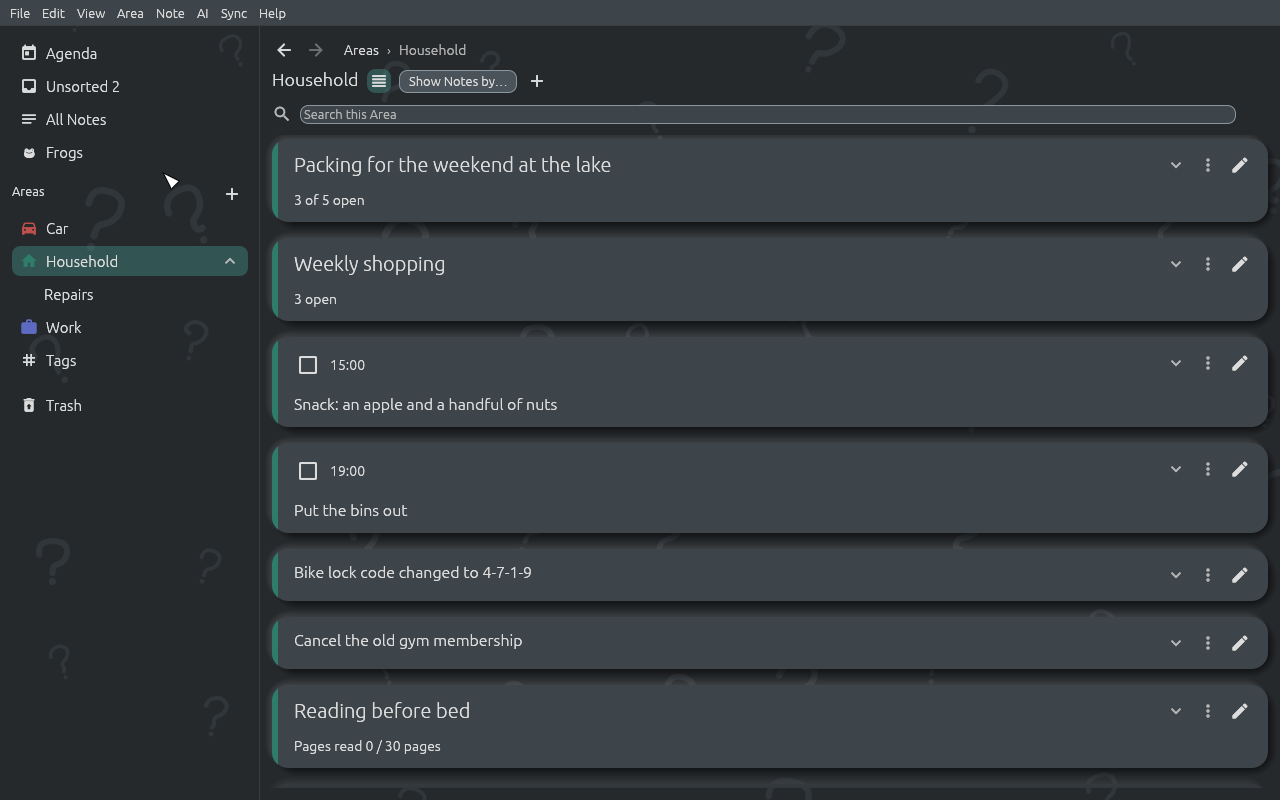 File Edit View Area Note AI Sync Help
Agenda
Unsorted 2
All Notes
Frogs
Areas
Car
Household
Repairs
Work
Tags
Trash
Areas › Household
Household Show Notes by…
Search this Area
Packing for the weekend at the lake
3 of 5 open
Weekly shopping
3 open
15:00
Snack: an apple and a handful of nuts
19:00
Put the bins out
Bike lock code changed to 4-7-1-9
Cancel the old gym membership
Reading before bed
Pages read 0 / 30 pages